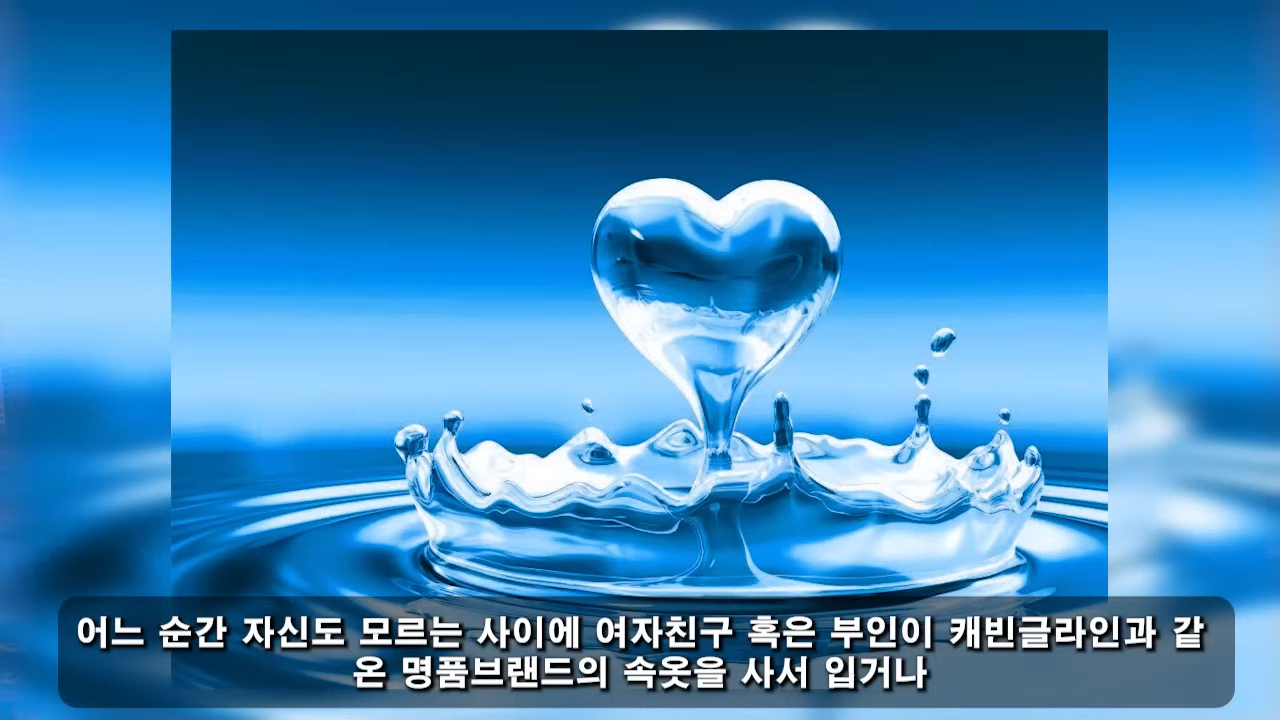 어느 순간 자신도 모르는 사이에 여자친구 혹은 부인이 캐빈글라인과 같
온 명품브랜드의 속옷을 사서 입거나